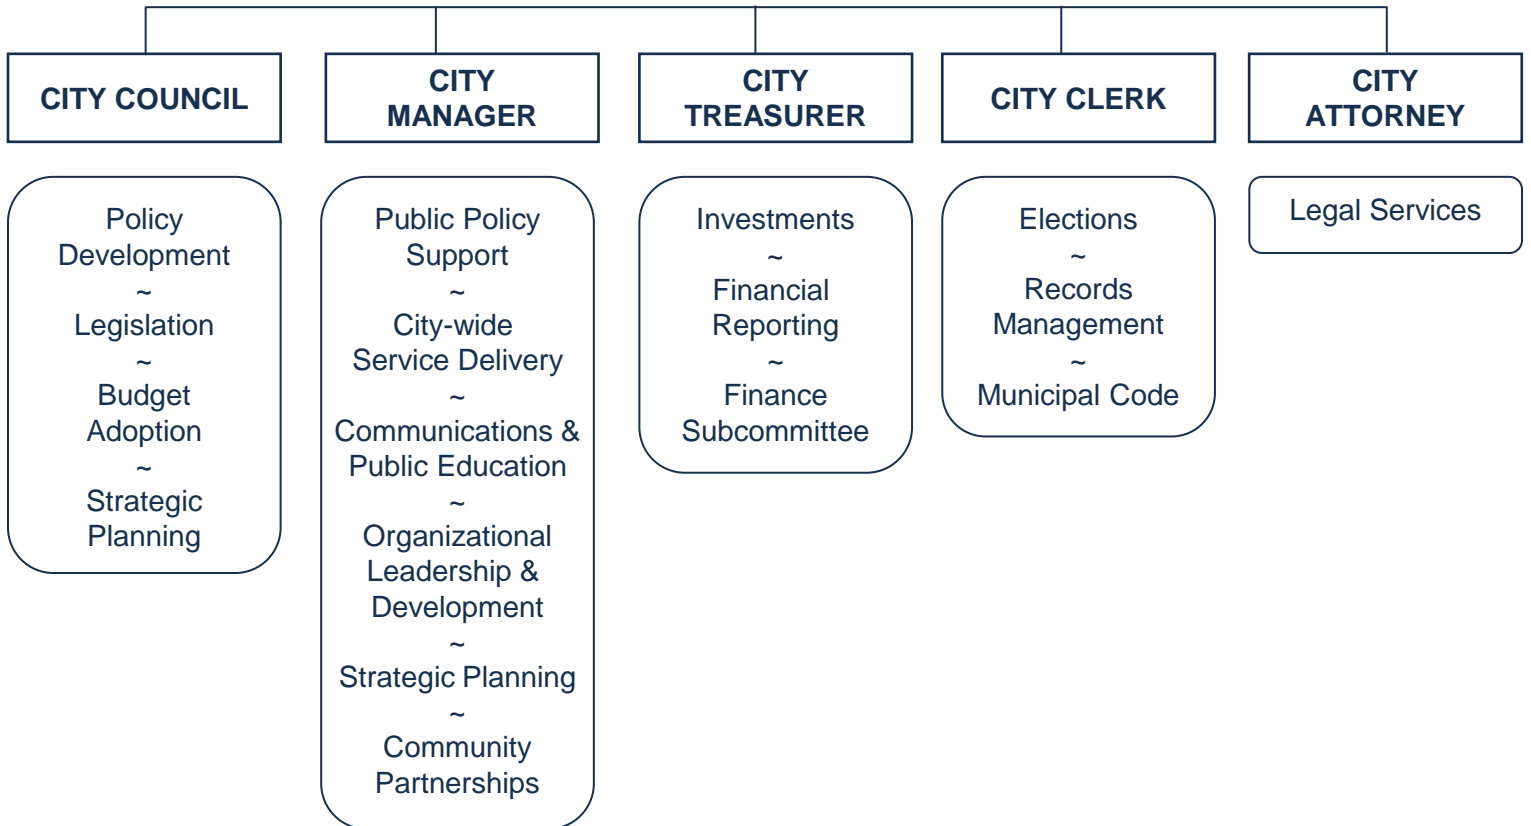 CITY COUNCIL
CITY
MANAGER
CITY
TREASURER
CITY CLERK
CITY
ATTORNEY
Policy
Development
~
Legislation
~
Budget
Adoption
~
Strategic
Planning
Public Policy
Support
~
City-wide
Service Delivery
~
Communications &
Public Education
~
Organizational
Leadership &
Development
~
Strategic Planning
~
Community
Partnerships
Investments
~
Financial
Reporting
~
Finance
Subcommittee
Elections
~
Records
Management
~
Municipal Code
Legal Services